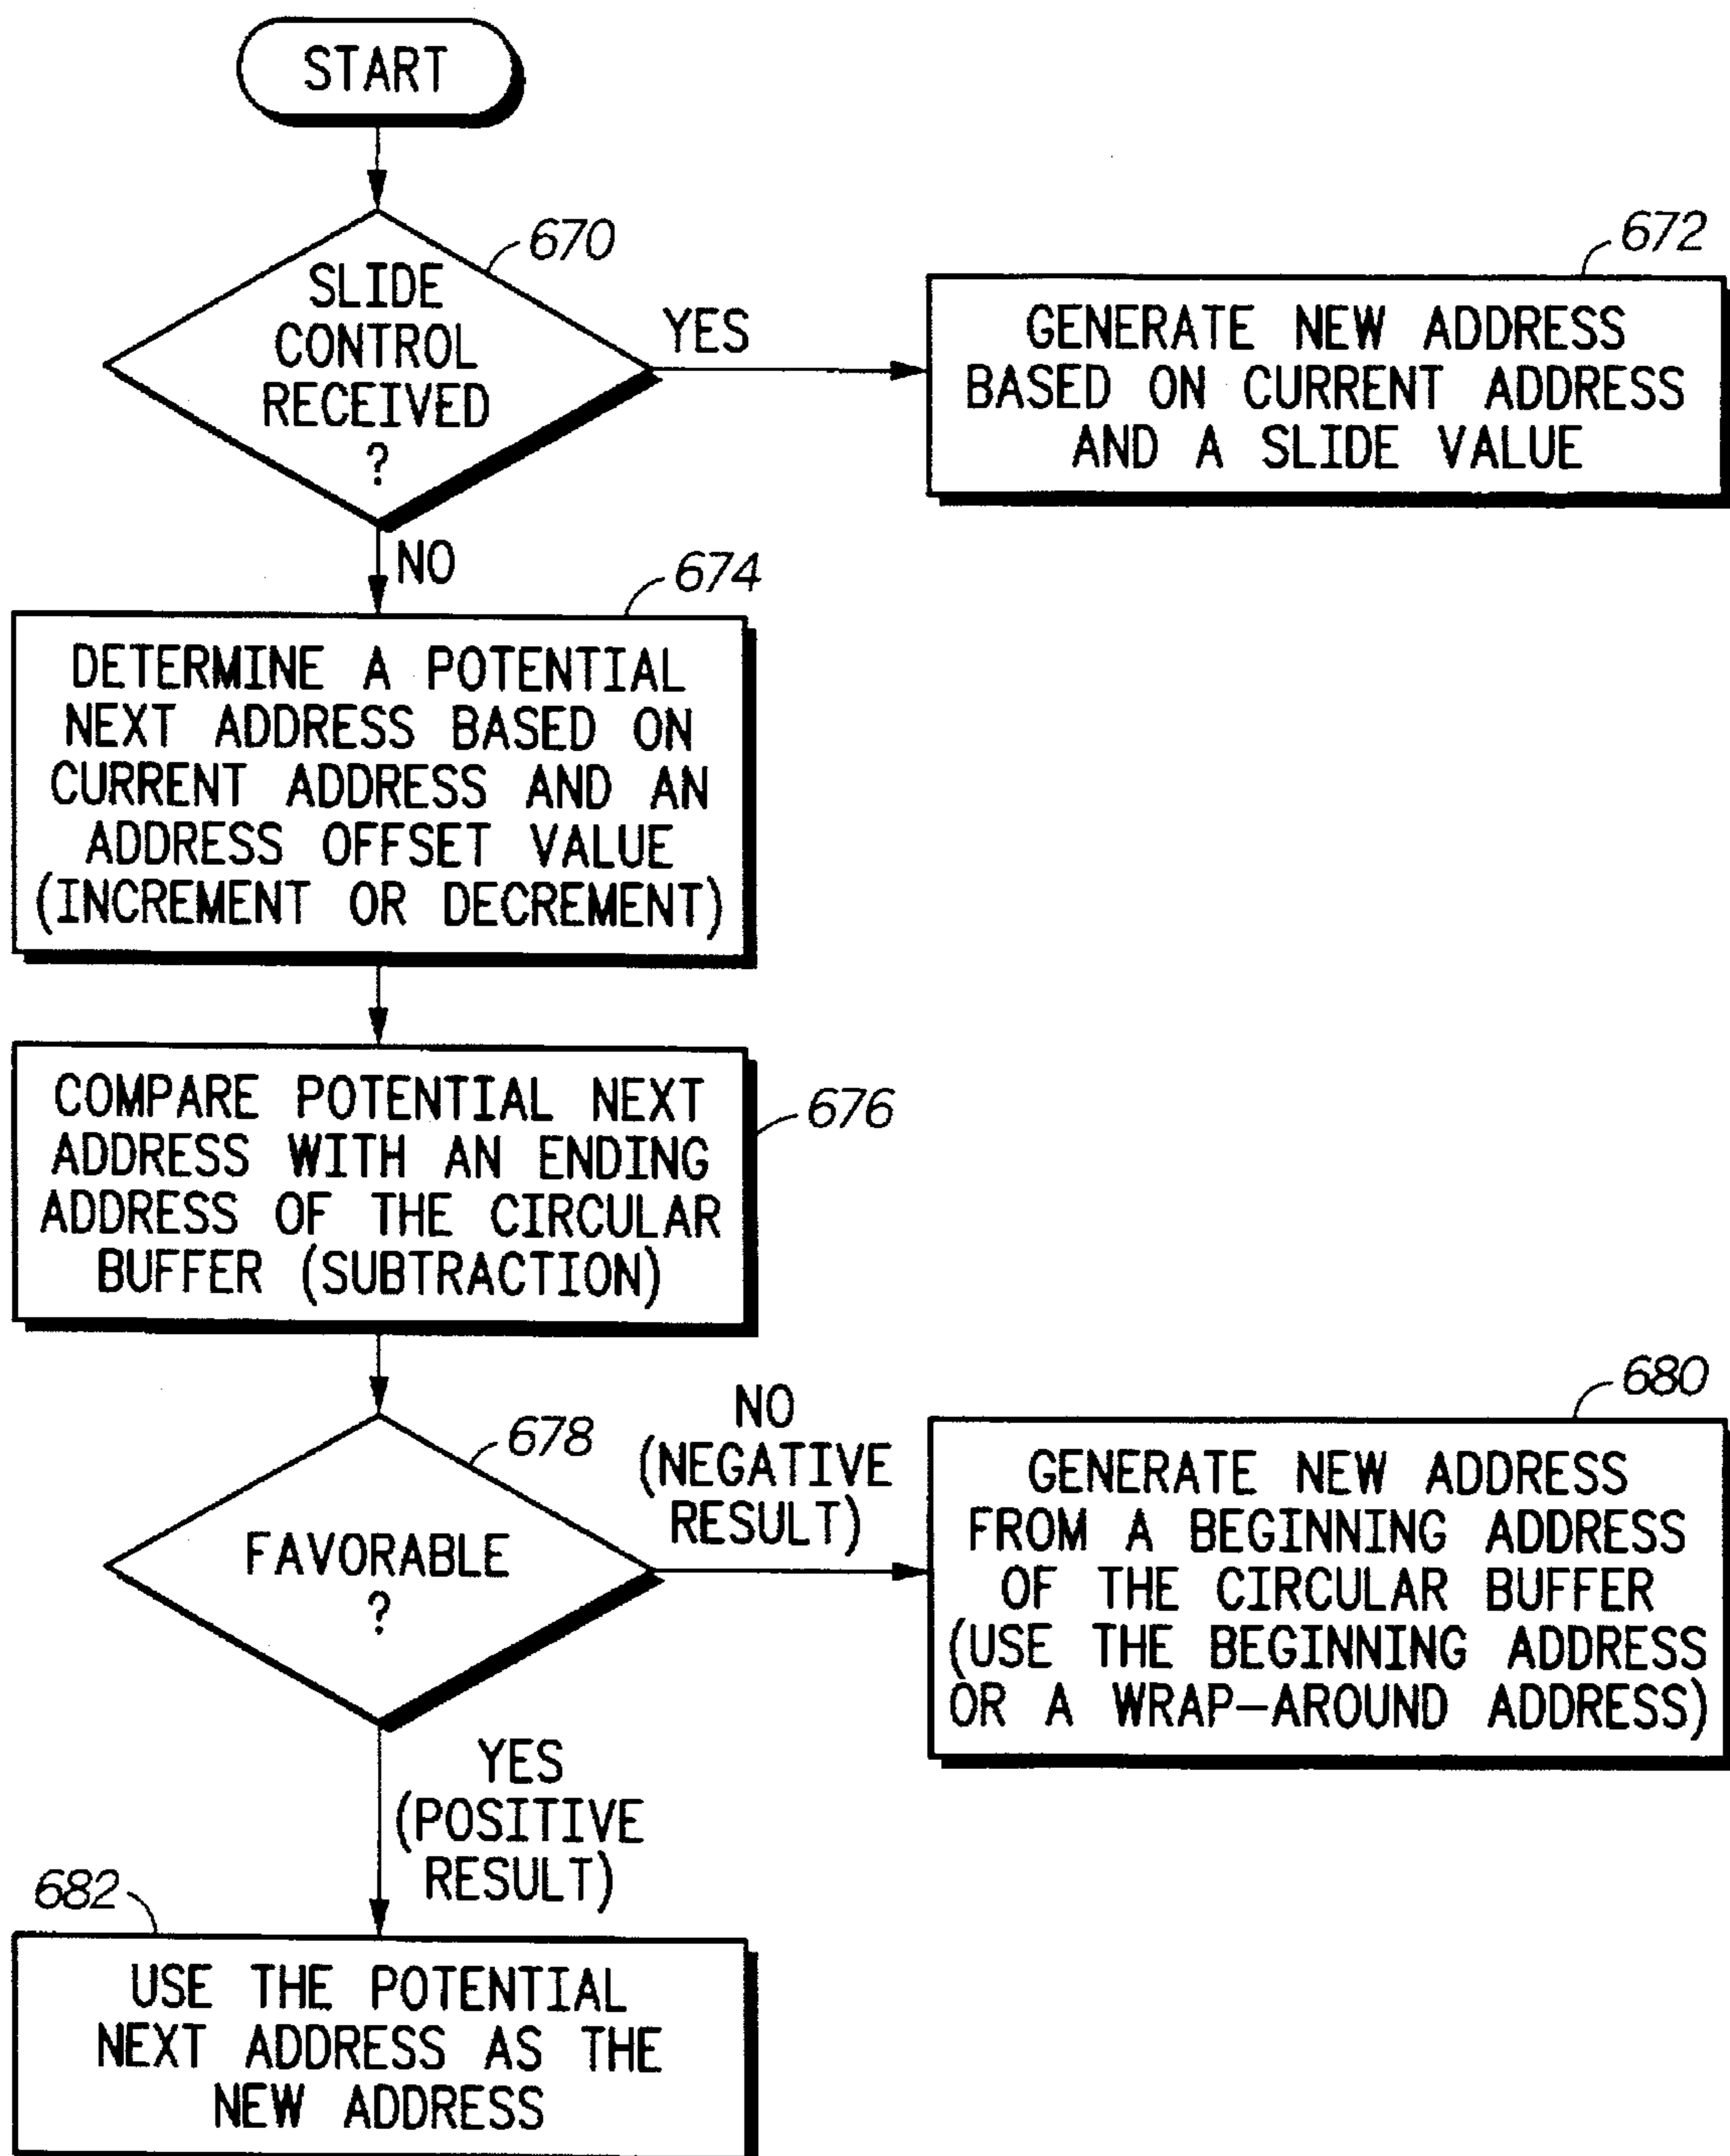 START
670
SLIDE
CONTROL
RECEIVED
?
YES
672
GENERATE NEW ADDRESS
BASED ON CURRENT ADDRESS
AND A SLIDE VALUE
NO
674
DETERMINE A POTENTIAL
NEXT ADDRESS BASED ON
CURRENT ADDRESS AND AN
ADDRESS OFFSET VALUE
(INCREMENT OR DECREMENT)
676
COMPARE POTENTIAL NEXT
ADDRESS WITH AN ENDING
ADDRESS OF THE CIRCULAR
BUFFER (SUBTRACTION)
678
FAVORABLE
?
NO
(NEGATIVE
RESULT)
680
GENERATE NEW ADDRESS
FROM A BEGINNING ADDRESS
OF THE CIRCULAR BUFFER
(USE THE BEGINNING ADDRESS
OR A WRAP-AROUND ADDRESS)
YES
(POSITIVE
RESULT)
682
USE THE POTENTIAL
NEXT ADDRESS AS THE
NEW ADDRESS